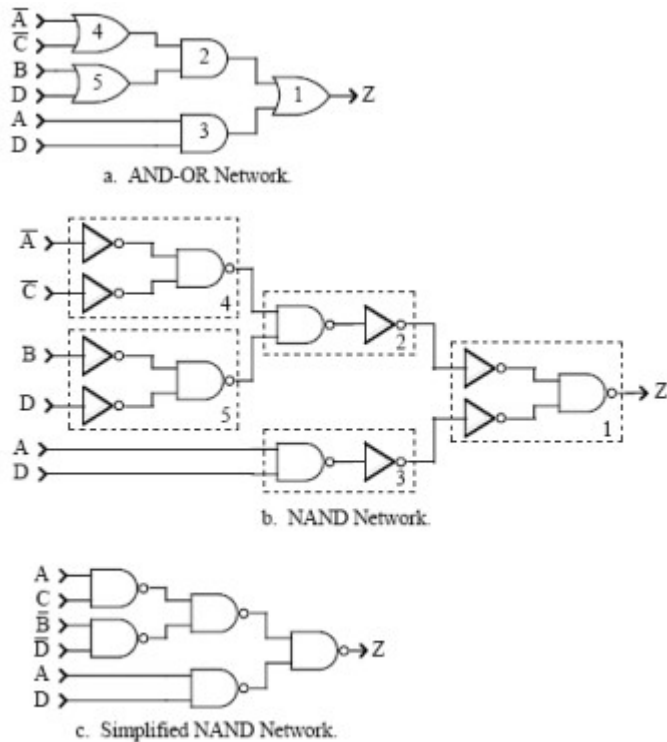 A̅
C̅
4
B
D
5
2
A
D
3
1
Z
a. AND-OR Network.
A̅
C̅
4
B
D
5
2
A
D
3
1
Z
b. NAND Network.
A
C
B̅
D̅
A
D
Z
c. Simplified NAND Network.